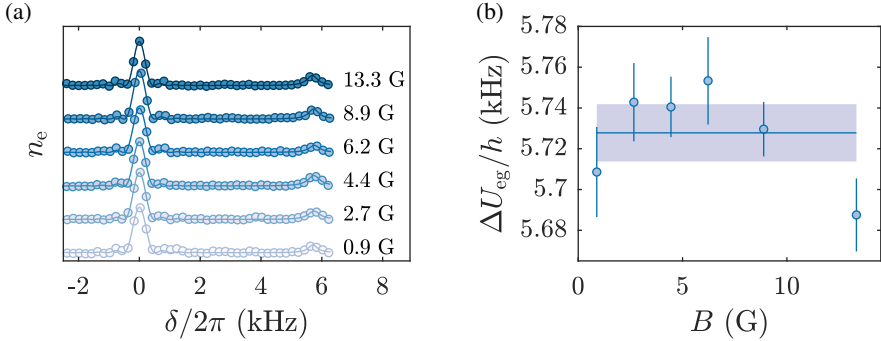 (a)
n_e
13.3 G
8.9 G
6.2 G
4.4 G
2.7 G
0.9 G
-2 0 2 4 6 8
δ/2π (kHz)
(b)
ΔU_eg/h (kHz)
5.78
5.76
5.74
5.72
5.7
5.68
0 5 10
B (G)